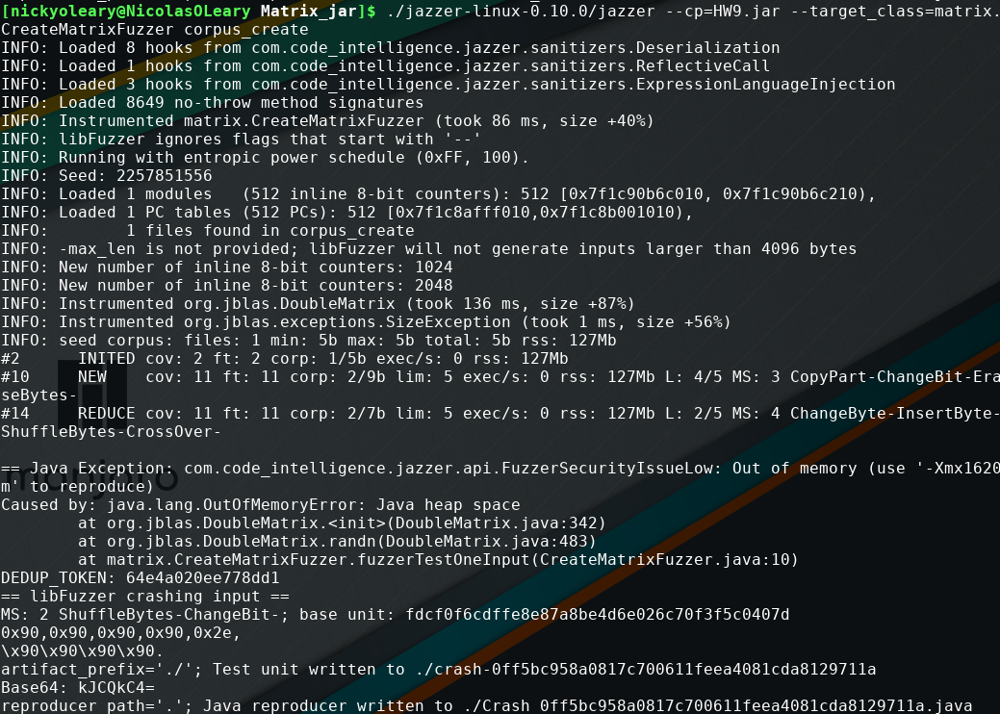 [nickyoleary@NicolasOLeary Matrix_jar]$ ./jazzer-linux-0.10.0/jazzer --cp=HW9.jar --target_class=matrix.
CreateMatrixFuzzer corpus_create
INFO: Loaded 8 hooks from com.code_intelligence.jazzer.sanitizers.Deserialization
INFO: Loaded 1 hooks from com.code_intelligence.jazzer.sanitizers.ReflectiveCall
INFO: Loaded 3 hooks from com.code_intelligence.jazzer.sanitizers.ExpressionLanguageInjection
INFO: Loaded 8649 no-throw method signatures
INFO: Instrumented matrix.CreateMatrixFuzzer (took 86 ms, size +40%)
INFO: libFuzzer ignores flags that start with '--'
INFO: Running with entropic power schedule (0xFF, 100).
INFO: Seed: 2257851556
INFO: Loaded 1 modules   (512 inline 8-bit counters): 512 [0x7f1c90b6c010, 0x7f1c90b6c210),
INFO: Loaded 1 PC tables (512 PCs): 512 [0x7f1c8afff010,0x7f1c8b001010),
INFO:        1 files found in corpus_create
INFO: -max_len is not provided; libFuzzer will not generate inputs larger than 4096 bytes
INFO: New number of inline 8-bit counters: 1024
INFO: New number of inline 8-bit counters: 2048
INFO: Instrumented org.jblas.DoubleMatrix (took 136 ms, size +87%)
INFO: Instrumented org.jblas.exceptions.SizeException (took 1 ms, size +56%)
INFO: seed corpus: files: 1 min: 5b max: 5b total: 5b rss: 127Mb
#2      INITED cov: 2 ft: 2 corp: 1/5b exec/s: 0 rss: 127Mb
#10     NEW    cov: 11 ft: 11 corp: 2/9b lim: 5 exec/s: 0 rss: 127Mb L: 4/5 MS: 3 CopyPart-ChangeBit-Era
seBytes-
#14     REDUCE cov: 11 ft: 11 corp: 2/7b lim: 5 exec/s: 0 rss: 127Mb L: 2/5 MS: 4 ChangeByte-InsertByte-
ShuffleBytes-CrossOver-
manjaro
== Java Exception: com.code_intelligence.jazzer.api.FuzzerSecurityIssueLow: Out of memory (use '-Xmx1620
m' to reproduce)
Caused by: java.lang.OutOfMemoryError: Java heap space
        at org.jblas.DoubleMatrix.<init>(DoubleMatrix.java:342)
        at org.jblas.DoubleMatrix.randn(DoubleMatrix.java:483)
        at matrix.CreateMatrixFuzzer.fuzzerTestOneInput(CreateMatrixFuzzer.java:10)
DEDUP_TOKEN: 64e4a020ee778dd1
== libFuzzer crashing input ==
MS: 2 ShuffleBytes-ChangeBit-; base unit: fdcf0f6cdffe8e87a8be4d6e026c70f3f5c0407d
0x90,0x90,0x90,0x90,0x2e,
\x90\x90\x90\x90.
artifact_prefix='./'; Test unit written to ./crash-0ff5bc958a0817c700611feea4081cda8129711a
Base64: kJCQkC4=
reproducer_path='.'; Java reproducer written to ./Crash_0ff5bc958a0817c700611feea4081cda8129711a.java